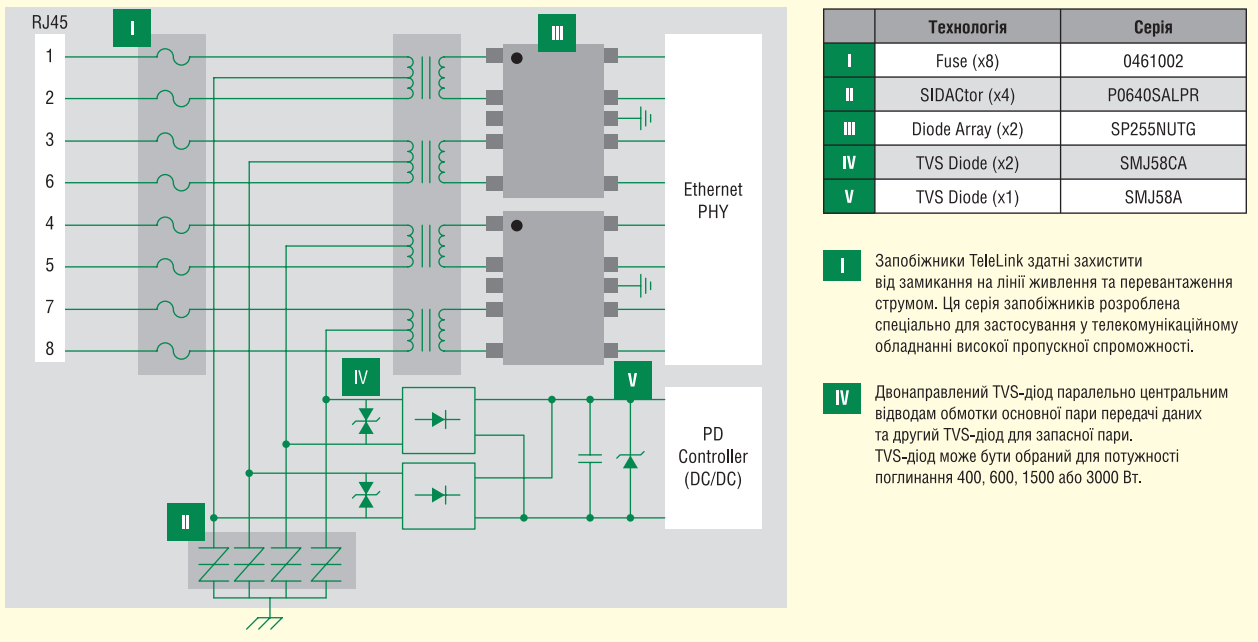 RJ45
I
III
1
2
3
6
4
5
7
8
Ethernet
PHY
IV
V
PD
Controller
(DC/DC)
II
Технологія Серія
I Fuse (x8) 0461002
II SIDACtor (x4) P0640SALPR
III Diode Array (x2) SP255NUTG
IV TVS Diode (x2) SMJ58CA
V TVS Diode (x1) SMJ58A
I Запобіжники TeleLink здатні захистити
від замикання на лінії живлення та перевантаження
струмом. Ця серія запобіжників розроблена
спеціально для застосування у телекомунікаційному
обладнанні високої пропускної спроможності.
IV Двонаправлений TVS-діод паралельно центральним
відводам обмотки основної пари передачі даних
та другий TVS-діод для запасної пари.
TVS-діод може бути обраний для потужності
поглинання 400, 600, 1500 або 3000 Вт.